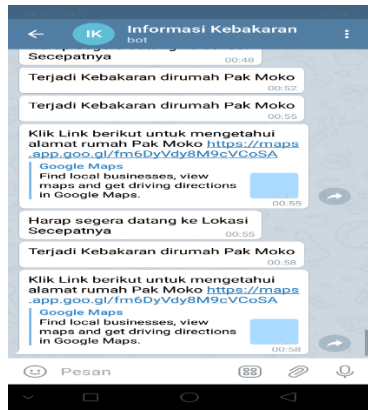 IK
Informasi Kebakaran
bot
Secepatnya
00:48
Terjadi Kebakaran dirumah Pak Moko
00:52
Terjadi Kebakaran dirumah Pak Moko
00:55
Klik Link berikut untuk mengetahui
alamat rumah Pak Moko https://maps
.app.goo.gl/fm6DyVdy8M9cVCoSA
Google Maps
Find local businesses, view
maps and get driving directions
in Google Maps.
00:55
Harap segera datang ke Lokasi
Secepatnya
00:55
Terjadi Kebakaran dirumah Pak Moko
00:58
Klik Link berikut untuk mengetahui
alamat rumah Pak Moko https://maps
.app.goo.gl/fm6DyVdy8M9cVCoSA
Google Maps
Find local businesses, view
maps and get driving directions
in Google Maps.
00:58
Pesan